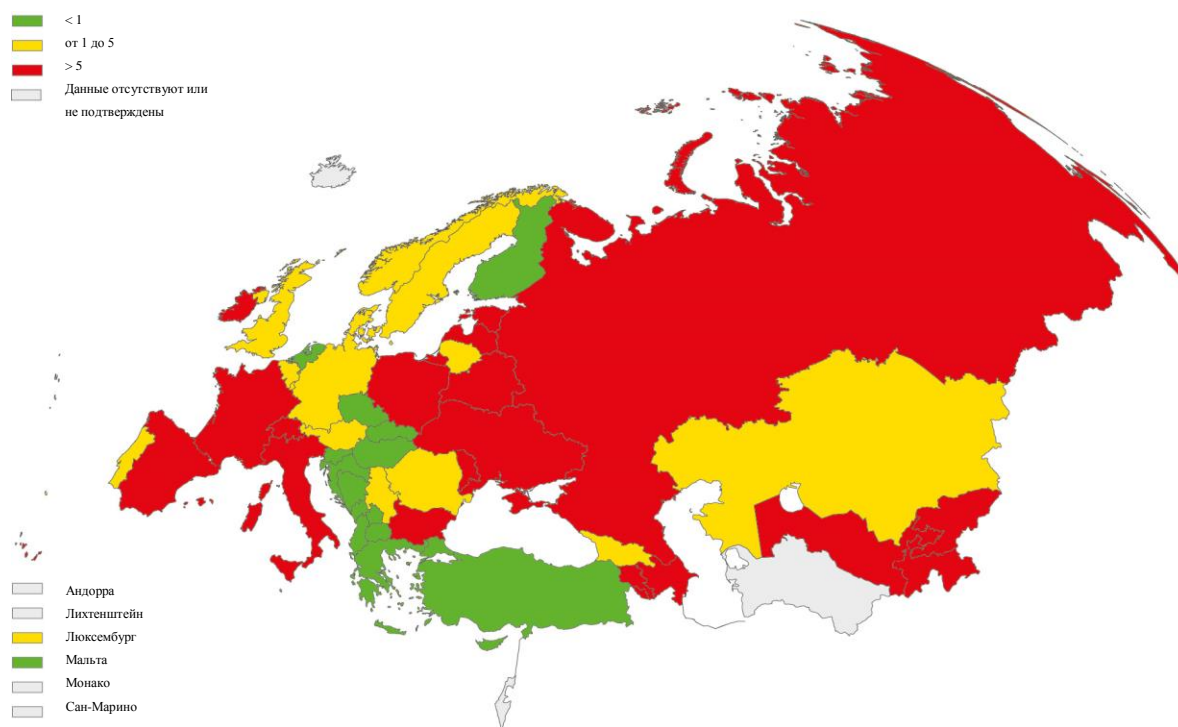 < 1
от 1 до 5
> 5
Данные отсутствуют или
не подтверждены
Андорра
Лихтенштейн
Люксембург
Мальта
Монако
Сан-Марино